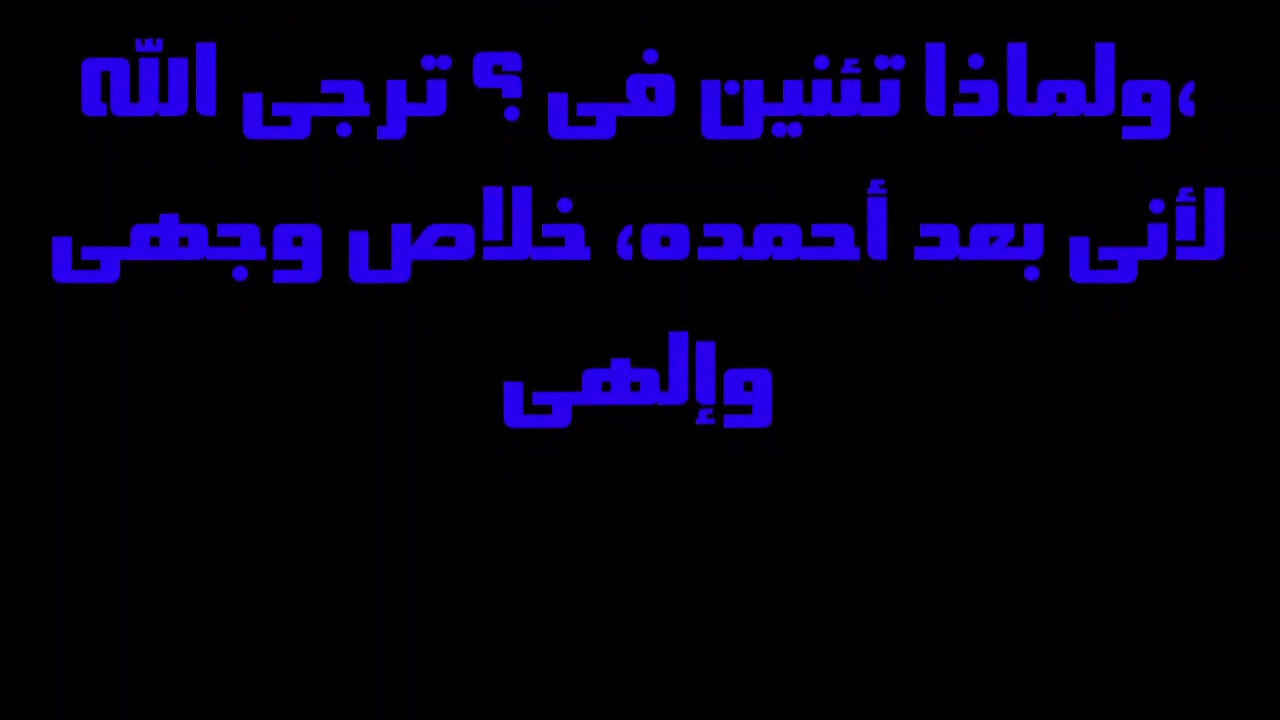 ،ولماذا تئنين فى ؟ ترجى الله
لأنى بعد أحمده، خلاص وجهى
وإلهى